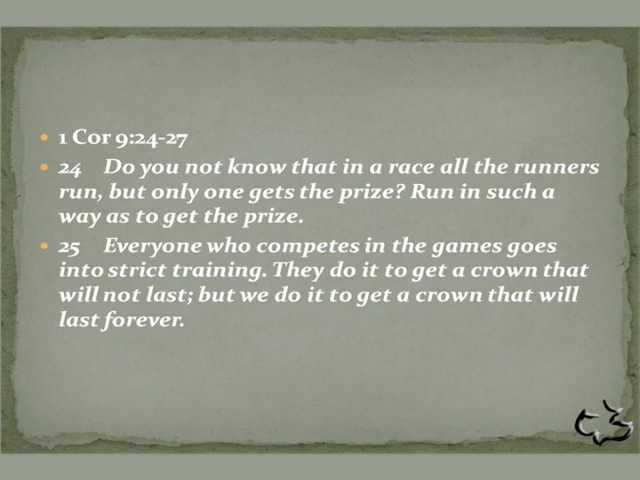 1 Cor 9:24-27
24 Do you not know that in a race all the runners
run, but only one gets the prize? Run in such a
way as to get the prize.
25 Everyone who competes in the games goes
into strict training. They do it to get a crown that
will not last; but we do it to get a crown that will
last forever.